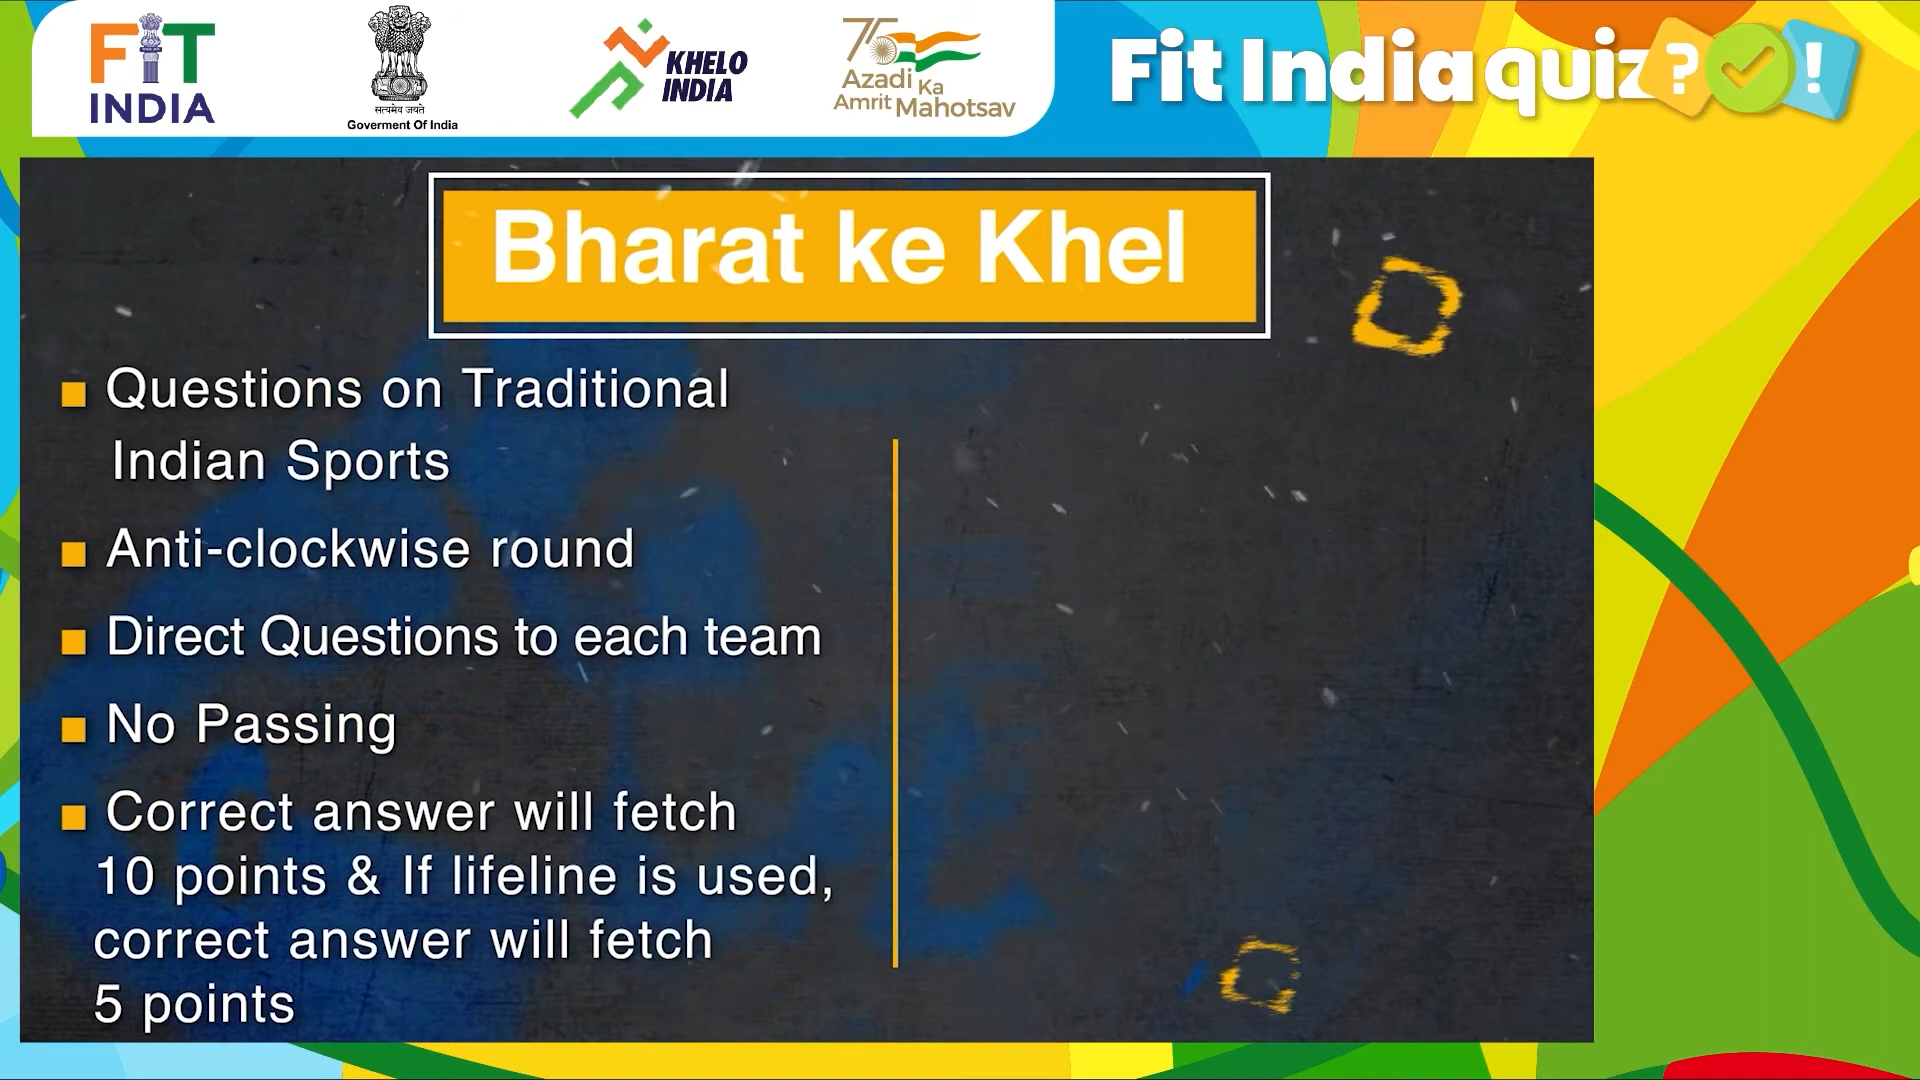 FIT
INDIA
सत्यमेव जयते
Goverment Of India
KHELO
INDIA
75
Azadi Ka
Amrit Mahotsav
Fit India quiz ? !
Bharat ke Khel
Questions on Traditional
Indian Sports
Anti-clockwise round
Direct Questions to each team
No Passing
Correct answer will fetch
10 points & If lifeline is used,
correct answer will fetch
5 points